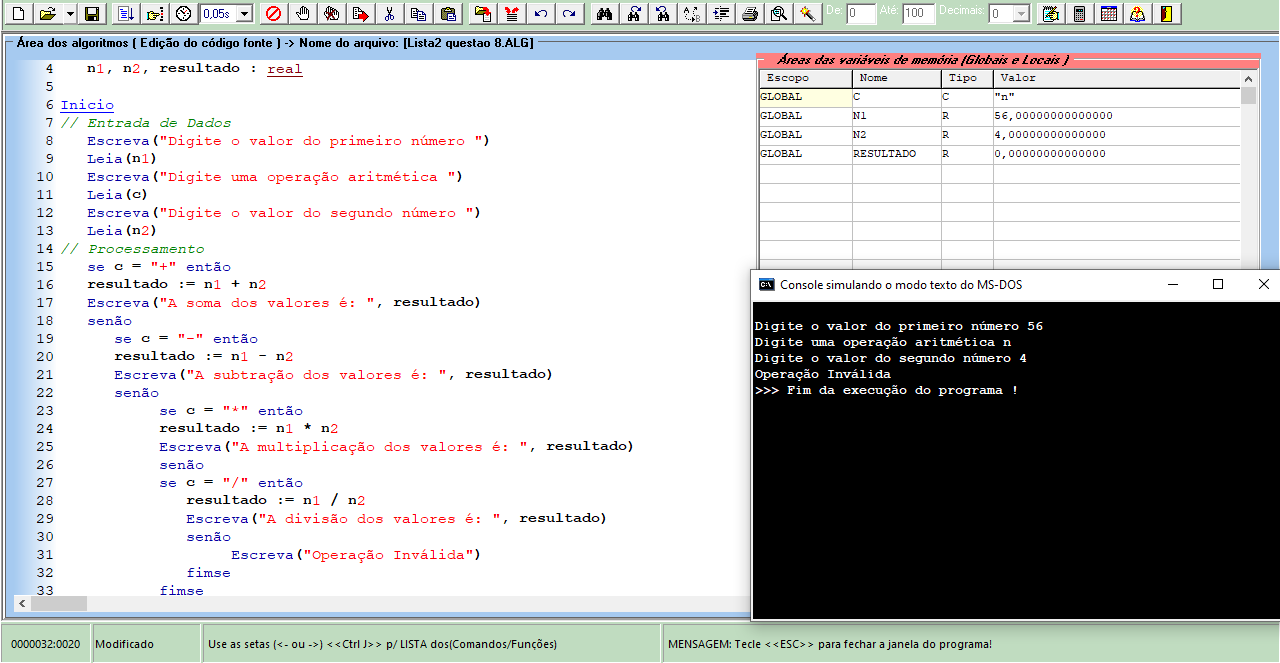 0,05s
De: 0 Até: 100 Decimais: 0
Área dos algoritmos ( Edição do código fonte ) -> Nome do arquivo: [Lista2 questao 8.ALG]
4 n1, n2, resultado : real
5
6 Inicio
7 // Entrada de Dados
8 Escreva("Digite o valor do primeiro número ")
9 Leia(n1)
10 Escreva("Digite uma operação aritmética ")
11 Leia(c)
12 Escreva("Digite o valor do segundo número ")
13 Leia(n2)
14 // Processamento
15 se c = "+" então
16 resultado := n1 + n2
17 Escreva("A soma dos valores é: ", resultado)
18 senão
19 se c = "-" então
20 resultado := n1 - n2
21 Escreva("A subtração dos valores é: ", resultado)
22 senão
23 se c = "*" então
24 resultado := n1 * n2
25 Escreva("A multiplicação dos valores é: ", resultado)
26 senão
27 se c = "/" então
28 resultado := n1 / n2
29 Escreva("A divisão dos valores é: ", resultado)
30 senão
31 Escreva("Operação Inválida")
32 fimse
33 fimse
Áreas das variáveis de memória (Globais e Locais )
Escopo Nome Tipo Valor
GLOBAL C C "n"
GLOBAL N1 R 56,00000000000000
GLOBAL N2 R 4,00000000000000
GLOBAL RESULTADO R 0,00000000000000
C:\ Console simulando o modo texto do MS-DOS
Digite o valor do primeiro número 56
Digite uma operação aritmética n
Digite o valor do segundo número 4
Operação Inválida
>>> Fim da execução do programa !
0000032:0020 Modificado Use as setas (<- ou ->) <<Ctrl J>> p/ LISTA dos(Comandos/Funções) MENSAGEM: Tecle <<ESC>> para fechar a janela do programa!